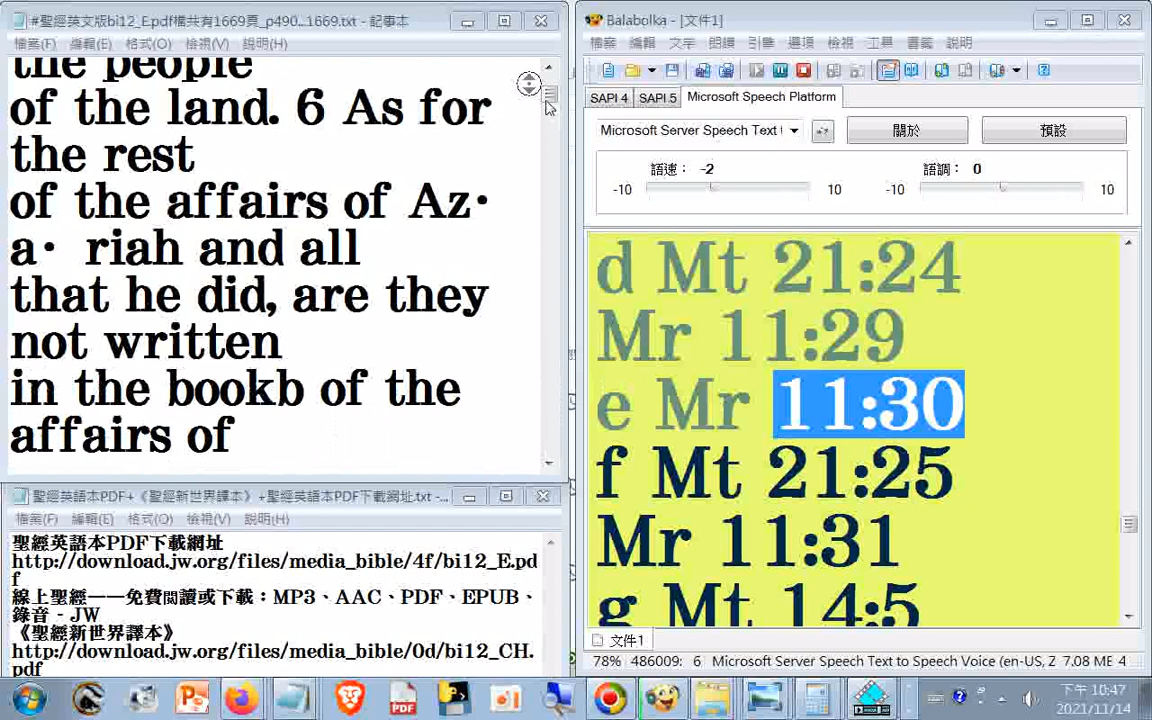 #聖經英文版bi12_E.pdf檔共有1669頁_p490...1669.txt - 記事本
檔案(F) 編輯(E) 格式(O) 檢視(V) 說明(H)
the people
of the land. 6 As for
the rest
of the affairs of Az·
a· riah and all
that he did, are they
not written
in the bookb of the
affairs of
聖經英語本PDF+《聖經新世界譯本》+聖經英語本PDF下載網址.txt -...
檔案(F) 編輯(E) 格式(O) 檢視(V) 說明(H)
聖經英語本PDF下載網址
http://download.jw.org/files/media_bible/4f/bi12_E.pd
f
線上聖經——免費閱讀或下載：MP3、AAC、PDF、EPUB、
錄音 - JW
《聖經新世界譯本》
http://download.jw.org/files/media_bible/0d/bi12_CH.
pdf
Balabolka - [文件1]
檔案 編輯 文字 朗讀 引擎 選項 檢視 工具 書籤 說明
SAPI 4 SAPI 5 Microsoft Speech Platform
Microsoft Server Speech Text 關於 預設
語速： -2 語調： 0
-10 10 -10 10
d Mt 21:24
Mr 11:29
e Mr 11:30
f Mt 21:25
Mr 11:31
g Mt 14:5
文件1
78% 486009: 6 Microsoft Server Speech Text to Speech Voice (en-US, Z 7.08 ME 4
PDF
下午 10:47
2021/11/14